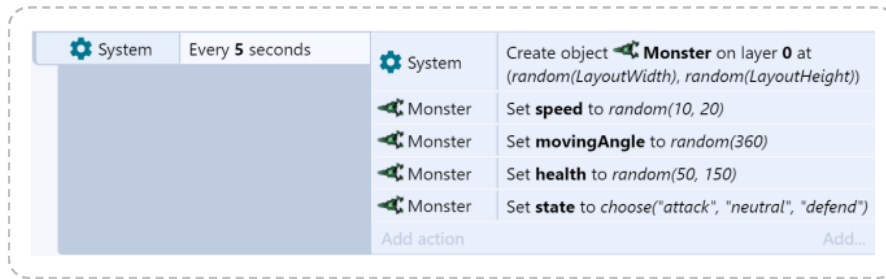 System Every 5 seconds
System Create object Monster on layer 0 at
(random(LayoutWidth), random(LayoutHeight))
Monster Set speed to random(10, 20)
Monster Set movingAngle to random(360)
Monster Set health to random(50, 150)
Monster Set state to choose("attack", "neutral", "defend")
Add action Add...